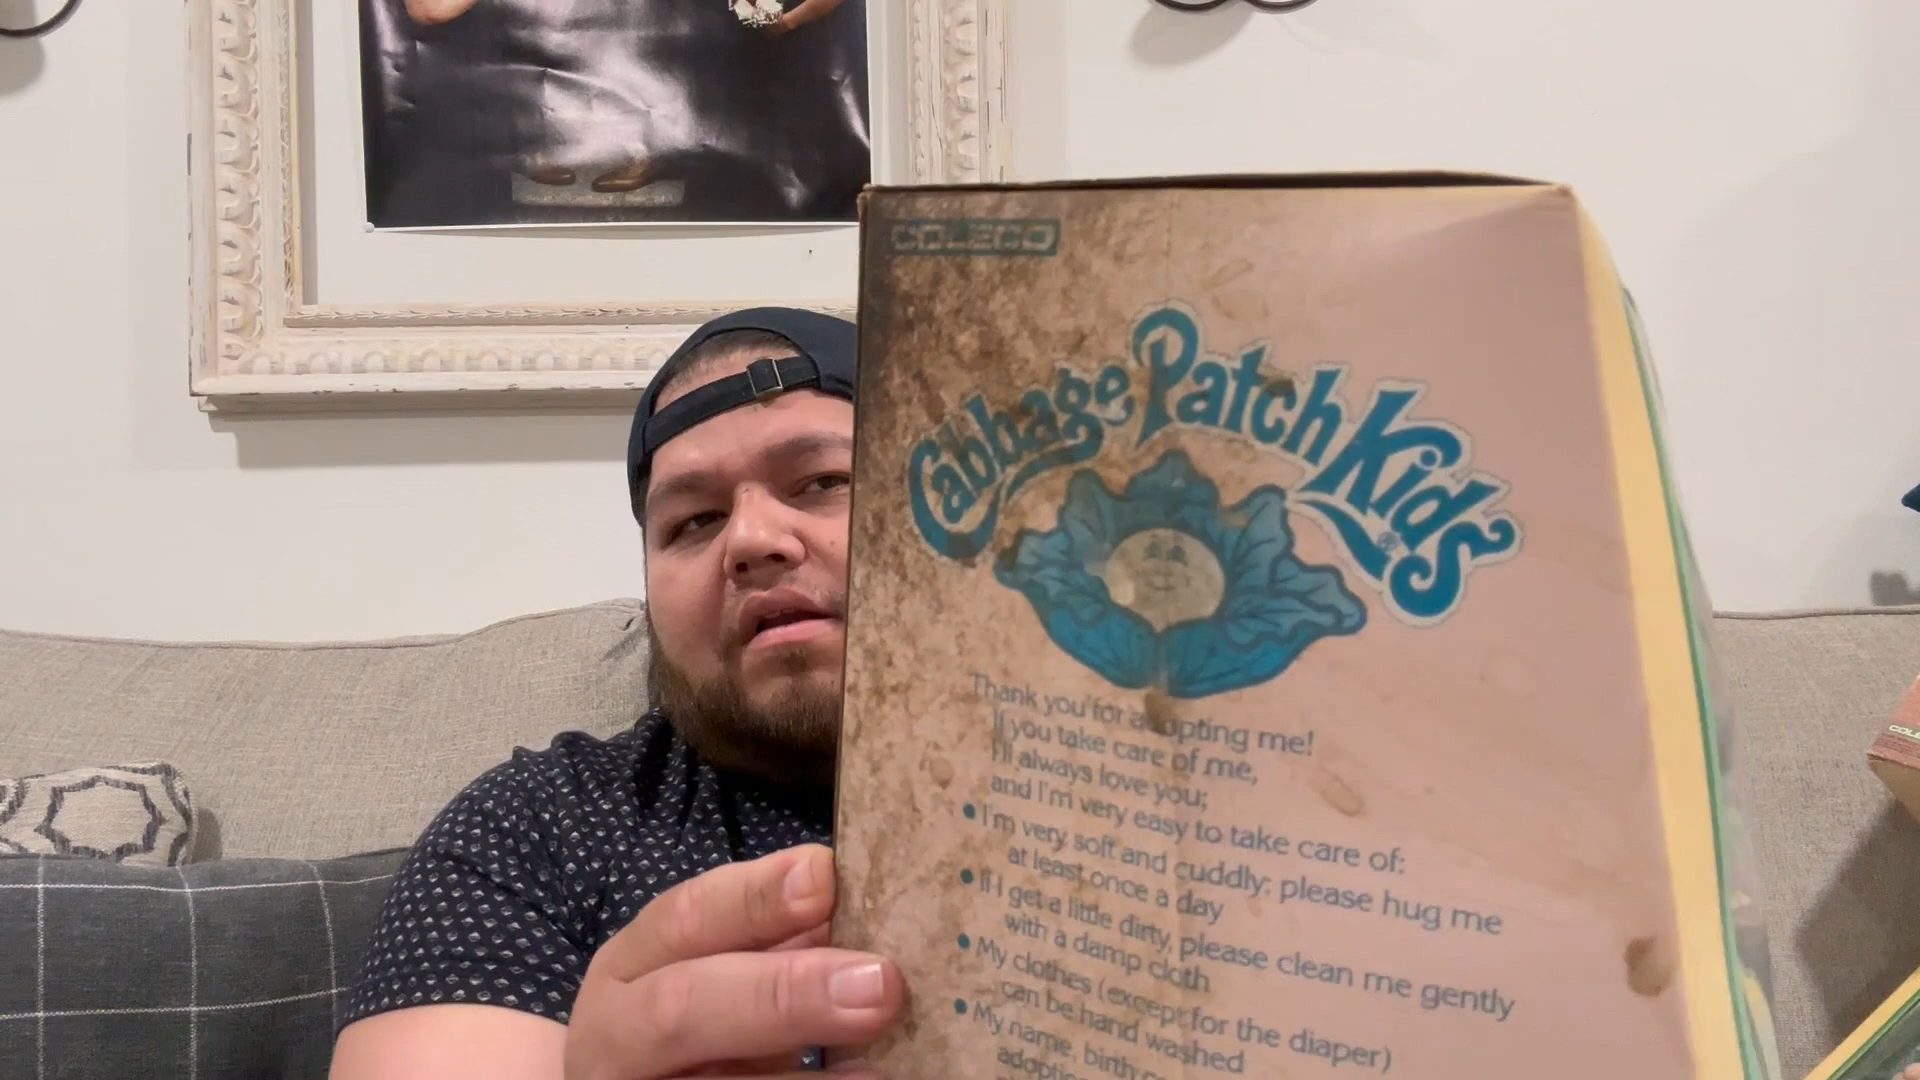 COLECO
Cabbage Patch Kids®
Thank you for adopting me!
If you take care of me,
I'll always love you;
and I'm very easy to take care of:
• I'm very soft and cuddly; please hug me
at least once a day
• If I get a little dirty, please clean me gently
with a damp cloth
• My clothes (except for the diaper)
can be hand washed
• My name, birth